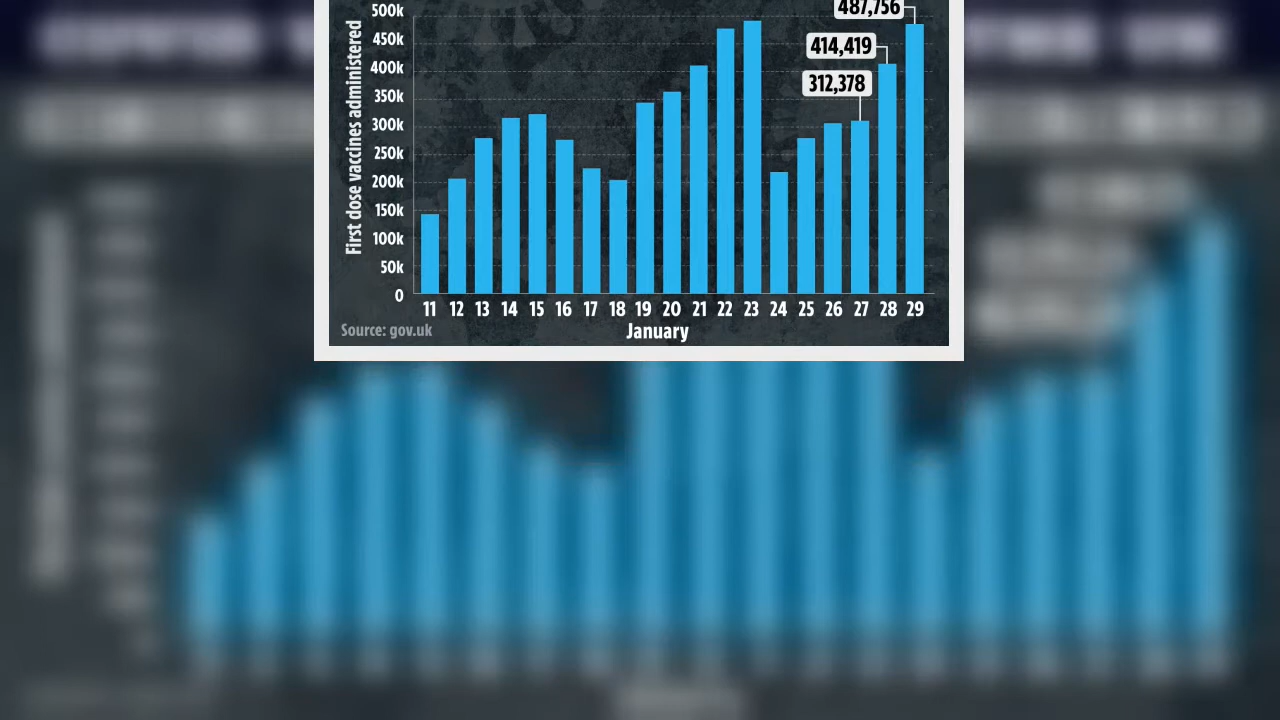 487,756
500k
450k
414,419
400k
312,378
350k
300k
250k
200k
150k
100k
50k
0
First dose vaccines administered
11 12 13 14 15 16 17 18 19 20 21 22 23 24 25 26 27 28 29
January
Source: gov.uk